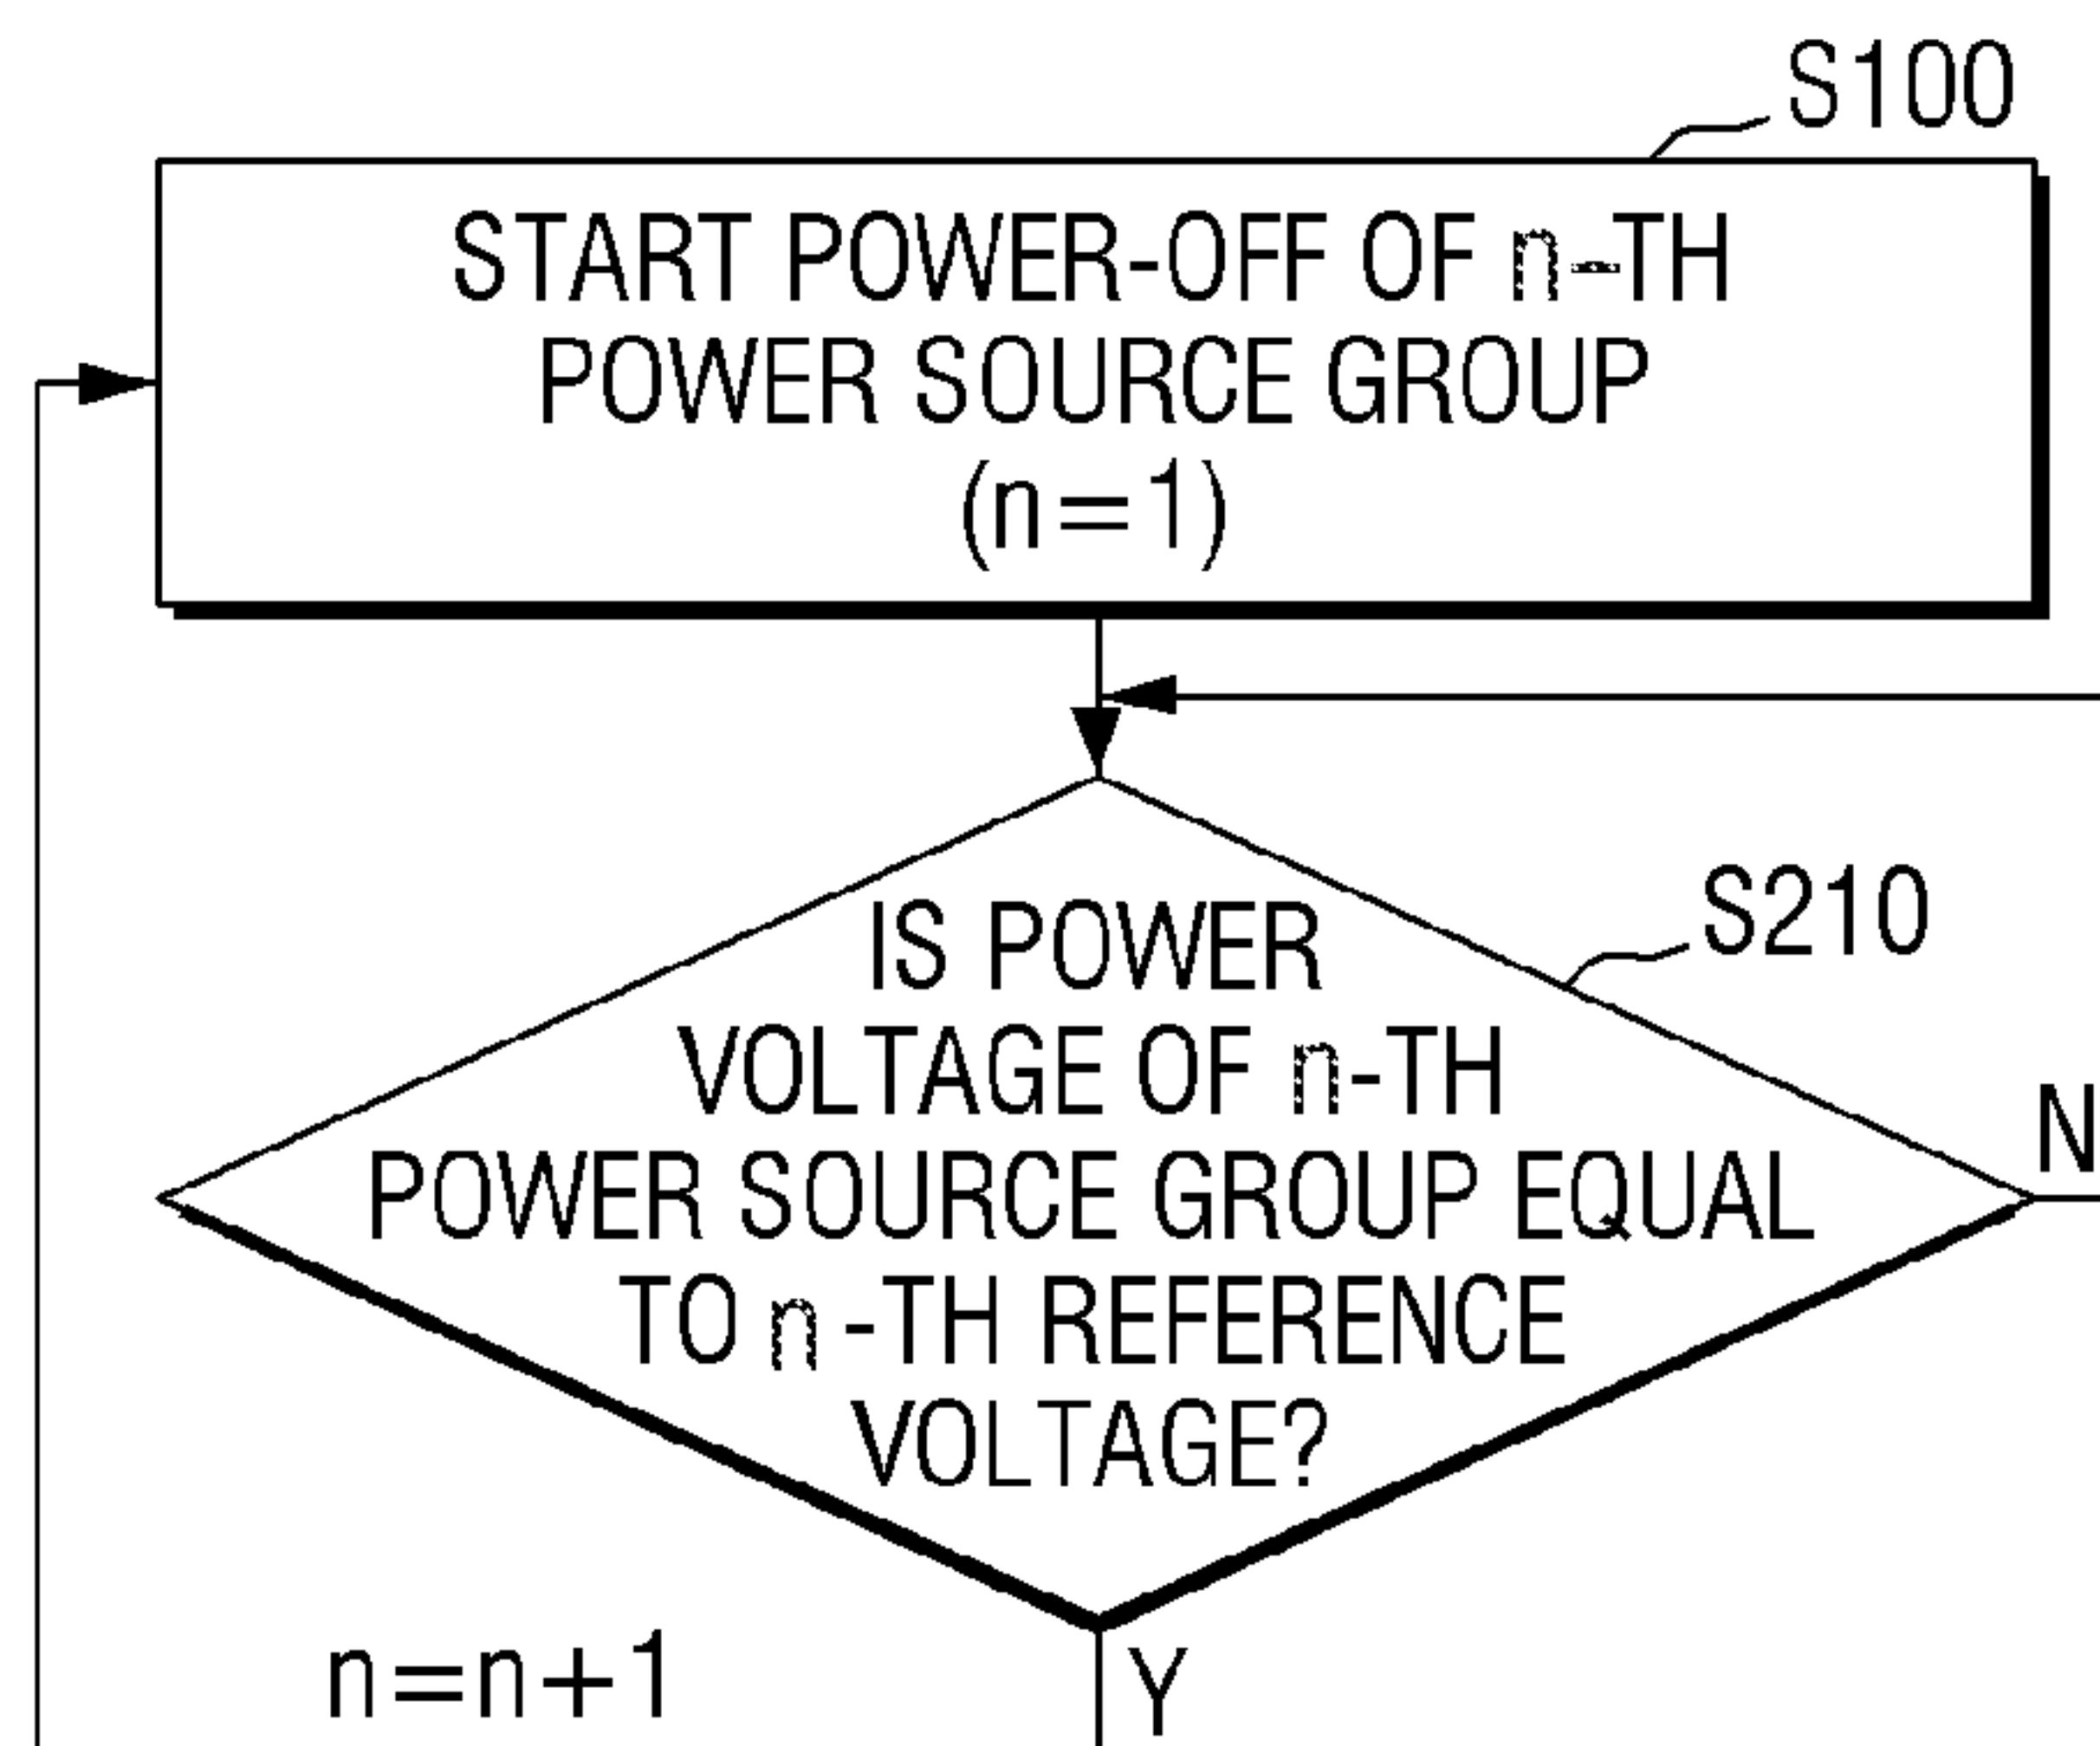 S100
START POWER-OFF OF n-TH
POWER SOURCE GROUP
(n=1)
S210
IS POWER
VOLTAGE OF n-TH
POWER SOURCE GROUP EQUAL
TO n-TH REFERENCE
VOLTAGE?
N
n=n+1
Y